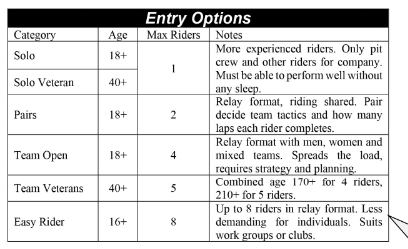 Entry Options
Category Age Max Riders Notes
Solo 18+ 1 More experienced riders. Only pit
crew and other riders for company.
Solo Veteran 40+ Must be able to perform well without
any sleep.
Pairs 18+ 2 Relay format, riding shared. Pair
decide team tactics and how many
laps each rider completes.
Team Open 18+ 4 Relay format with men, women and
mixed teams. Spreads the load,
requires strategy and planning.
Team Veterans 40+ 5 Combined age 170+ for 4 riders,
210+ for 5 riders.
Easy Rider 16+ 8 Up to 8 riders in relay format. Less
demanding for individuals. Suits
work groups or clubs.